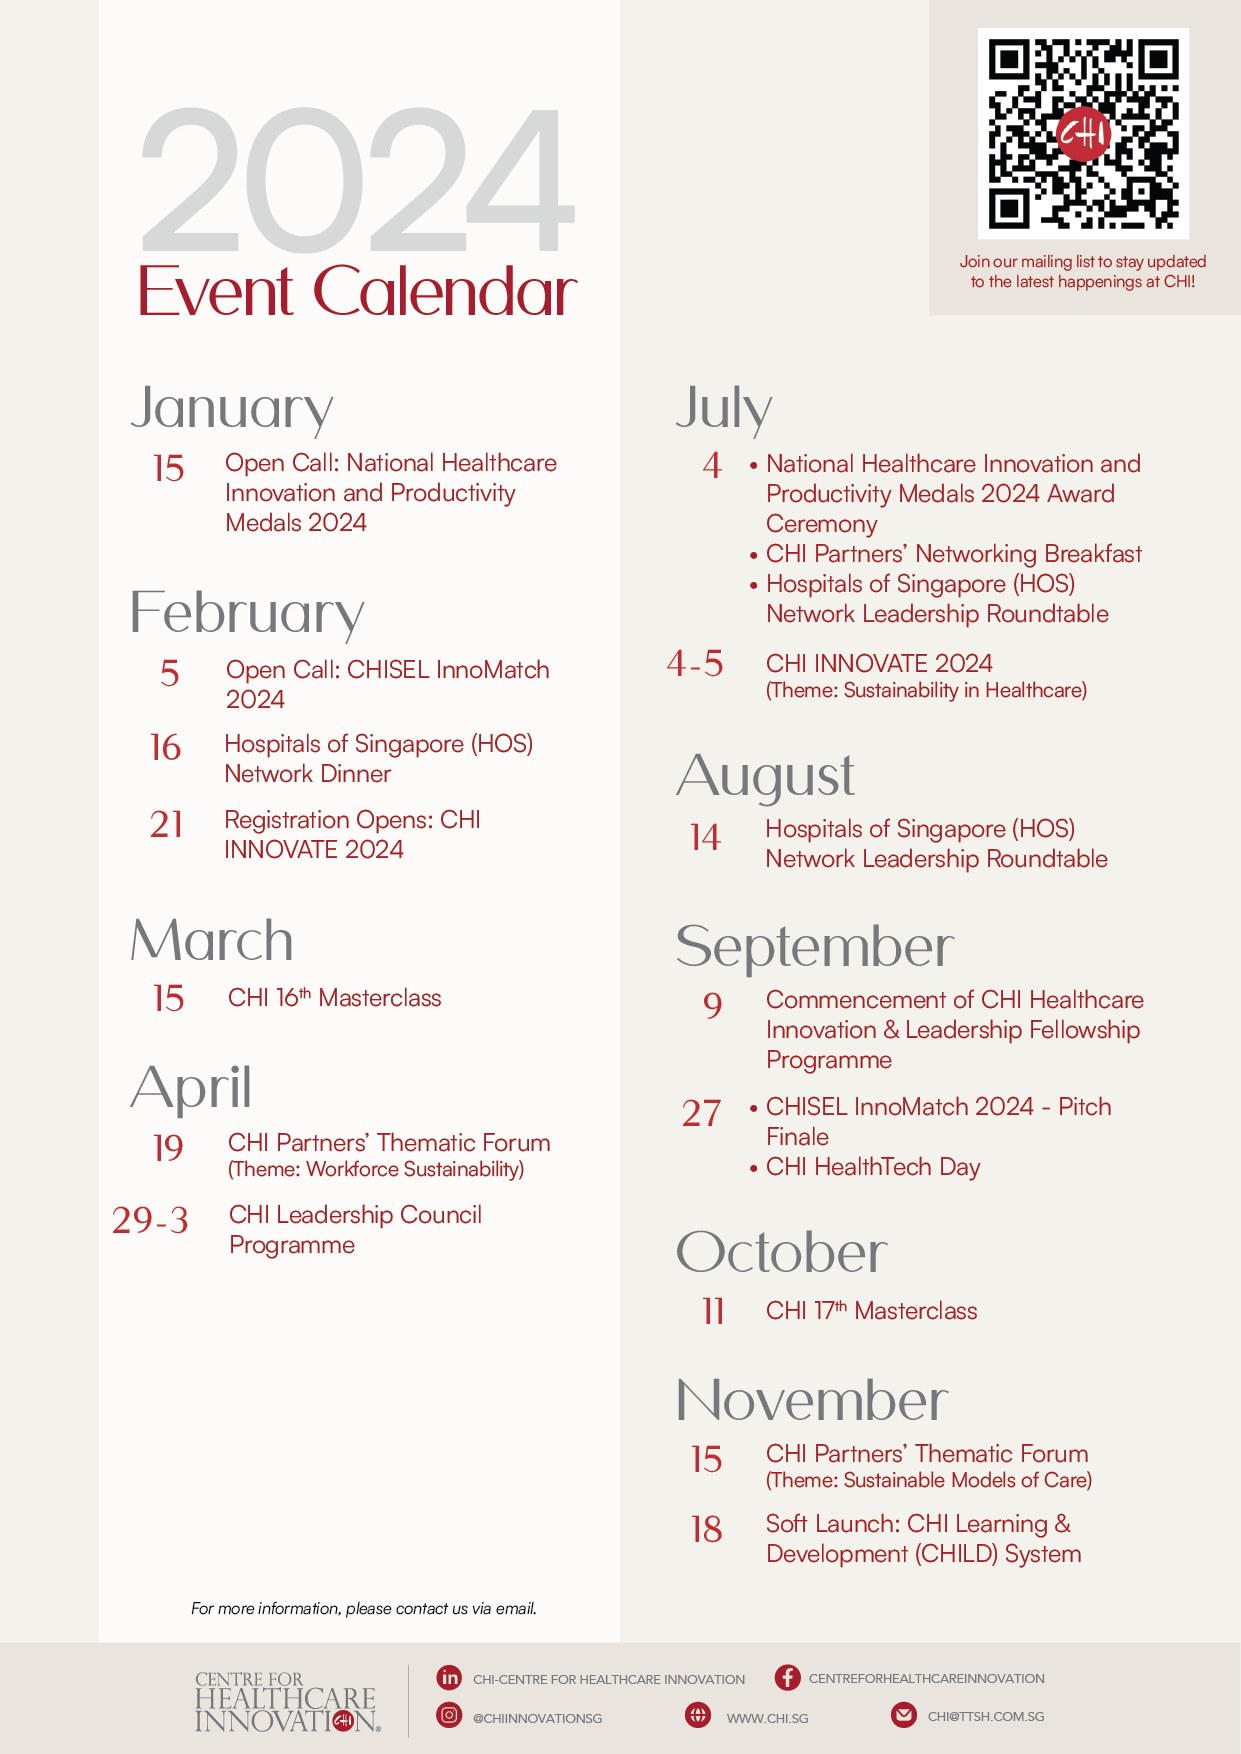 2024
Event Calendar
CHI
Join our mailing list to stay updated
to the latest happenings at CHI!
January
15 Open Call: National Healthcare
Innovation and Productivity
Medals 2024
February
5 Open Call: CHISEL InnoMatch
2024
16 Hospitals of Singapore (HOS)
Network Dinner
21 Registration Opens: CHI
INNOVATE 2024
March
15 CHI 16th Masterclass
April
19 CHI Partners’ Thematic Forum
(Theme: Workforce Sustainability)
29-3 CHI Leadership Council
Programme
July
4 • National Healthcare Innovation and
Productivity Medals 2024 Award
Ceremony
• CHI Partners’ Networking Breakfast
• Hospitals of Singapore (HOS)
Network Leadership Roundtable
4-5 CHI INNOVATE 2024
(Theme: Sustainability in Healthcare)
August
14 Hospitals of Singapore (HOS)
Network Leadership Roundtable
September
9 Commencement of CHI Healthcare
Innovation & Leadership Fellowship
Programme
27 • CHISEL InnoMatch 2024 - Pitch
Finale
• CHI HealthTech Day
October
11 CHI 17th Masterclass
November
15 CHI Partners’ Thematic Forum
(Theme: Sustainable Models of Care)
18 Soft Launch: CHI Learning &
Development (CHILD) System
For more information, please contact us via email.
CENTRE FOR
HEALTHCARE
INNOVATION®
CHI-CENTRE FOR HEALTHCARE INNOVATION
CENTREFORHEALTHCAREINNOVATION
@CHIINNOVATIONSG
WWW.CHI.SG
CHI@TTSH.COM.SG